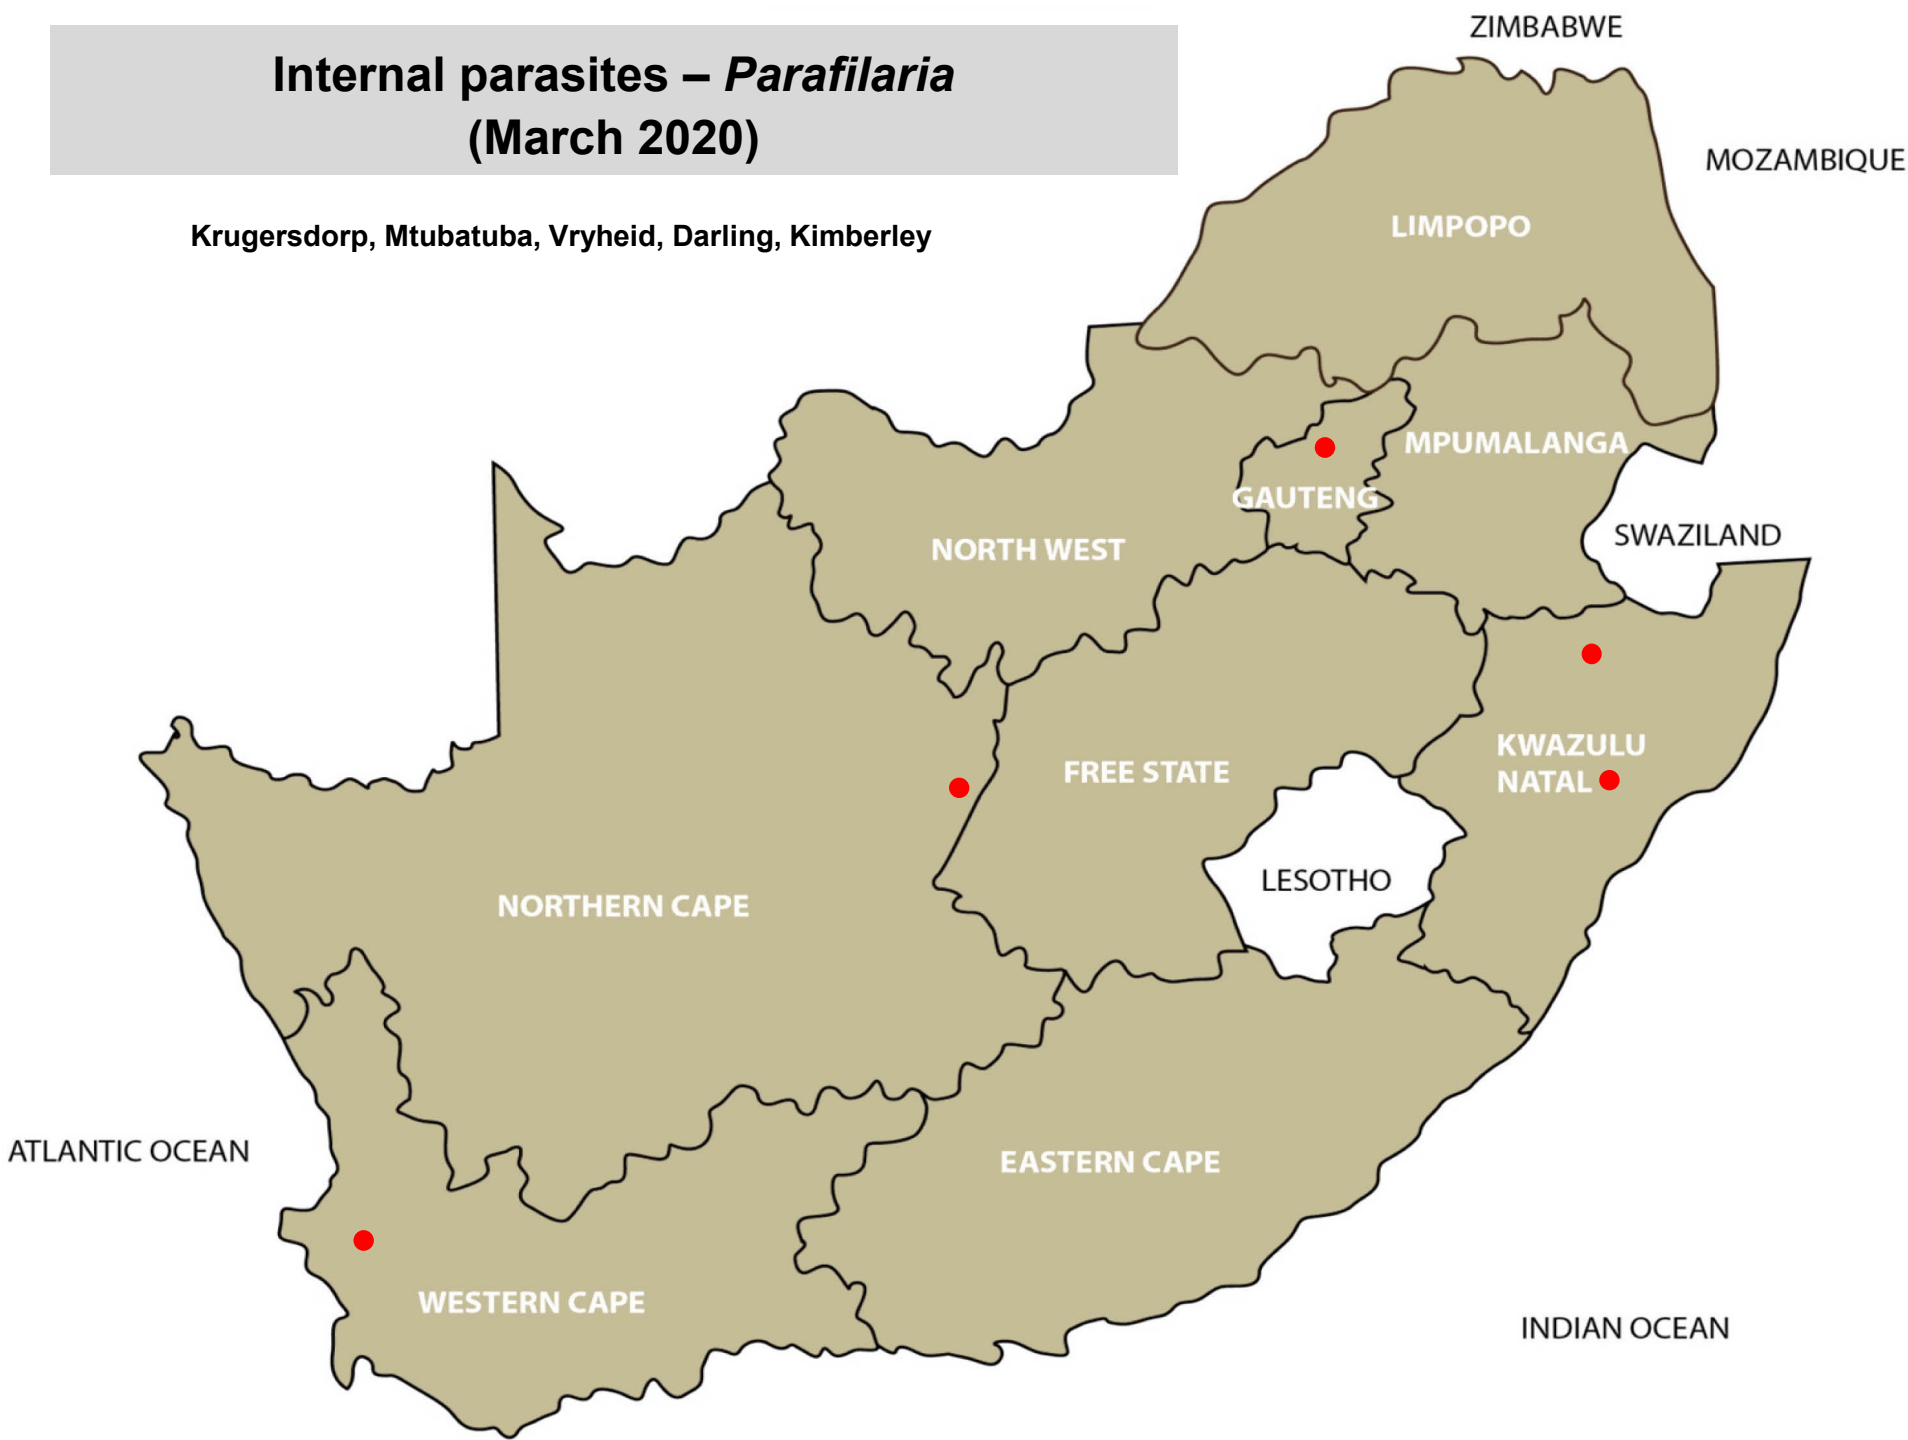 Internal parasites – Parafilaria
(March 2020)
Krugersdorp, Mtubatuba, Vryheid, Darling, Kimberley
ZIMBABWE
MOZAMBIQUE
LIMPOPO
MPUMALANGA
GAUTENG
SWAZILAND
NORTH WEST
KWAZULU
NATAL
FREE STATE
LESOTHO
NORTHERN CAPE
ATLANTIC OCEAN
EASTERN CAPE
WESTERN CAPE
INDIAN OCEAN